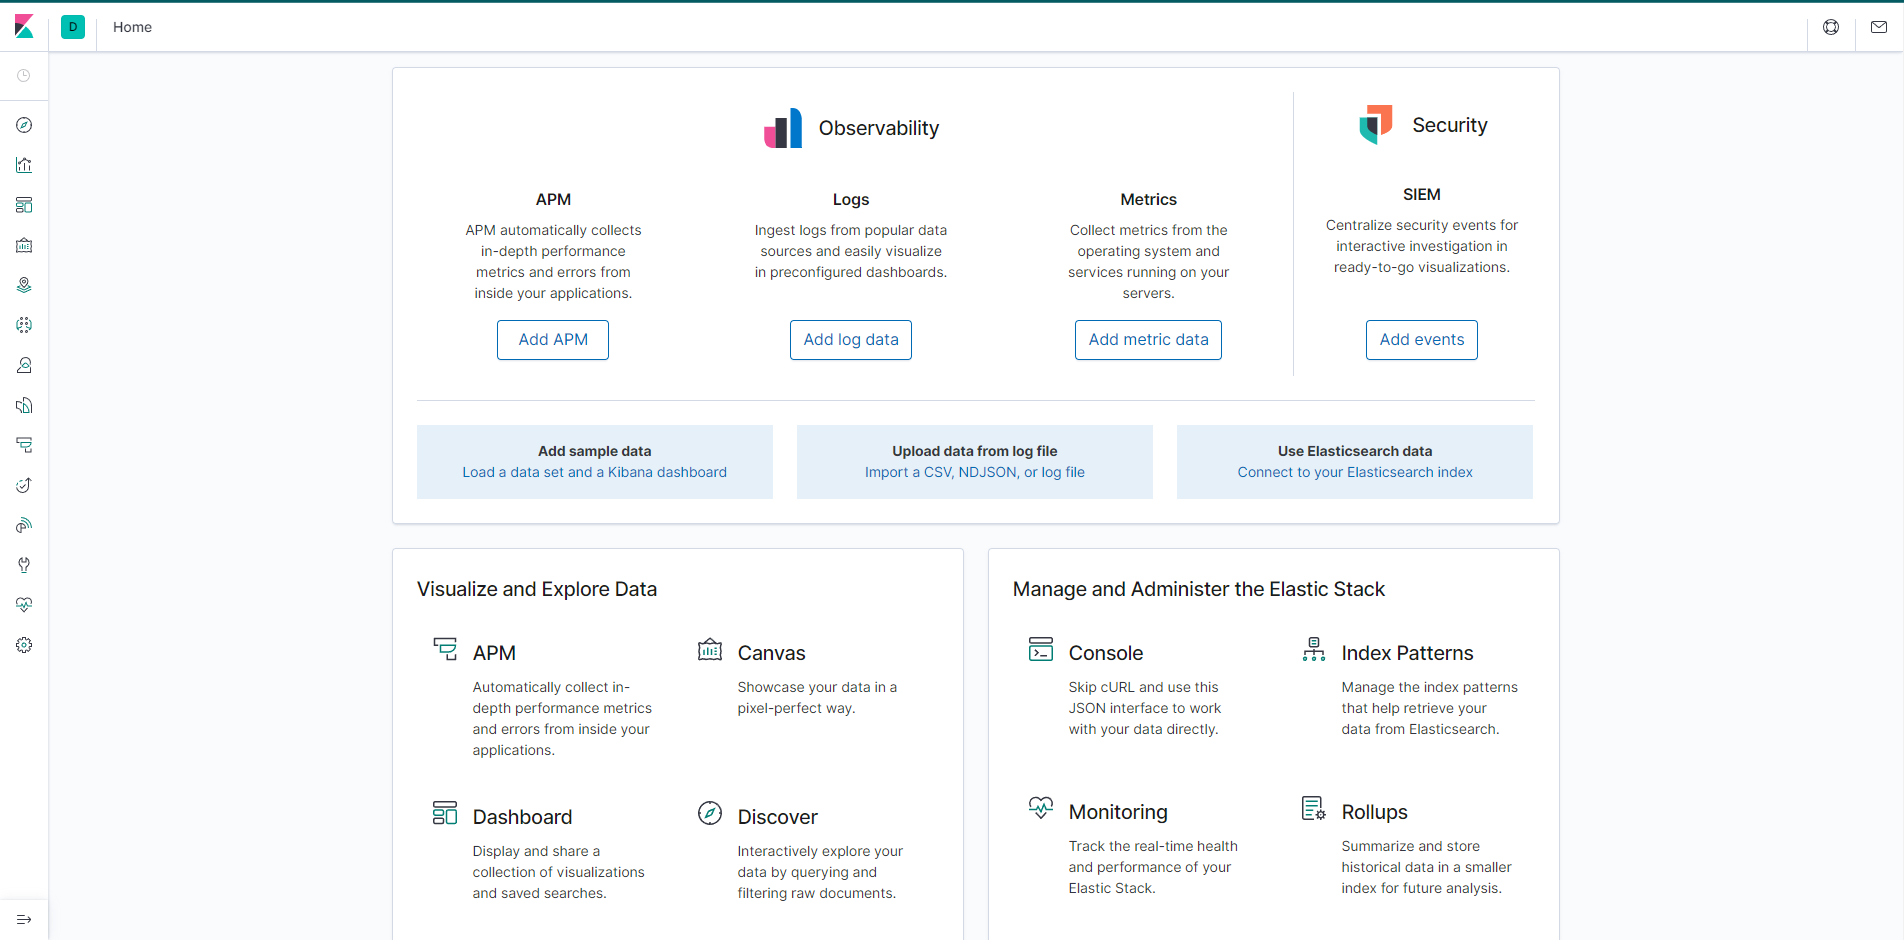 D
Home
Observability
APM
APM automatically collects
in-depth performance
metrics and errors from
inside your applications.
Add APM
Logs
Ingest logs from popular data
sources and easily visualize
in preconfigured dashboards.
Add log data
Metrics
Collect metrics from the
operating system and
services running on your
servers.
Add metric data
Security
SIEM
Centralize security events for
interactive investigation in
ready-to-go visualizations.
Add events
Add sample data
Load a data set and a Kibana dashboard
Upload data from log file
Import a CSV, NDJSON, or log file
Use Elasticsearch data
Connect to your Elasticsearch index
Visualize and Explore Data
APM
Automatically collect in-
depth performance metrics
and errors from inside your
applications.
Canvas
Showcase your data in a
pixel-perfect way.
Dashboard
Display and share a
collection of visualizations
and saved searches.
Discover
Interactively explore your
data by querying and
filtering raw documents.
Manage and Administer the Elastic Stack
Console
Skip cURL and use this
JSON interface to work
with your data directly.
Index Patterns
Manage the index patterns
that help retrieve your
data from Elasticsearch.
Monitoring
Track the real-time health
and performance of your
Elastic Stack.
Rollups
Summarize and store
historical data in a smaller
index for future analysis.